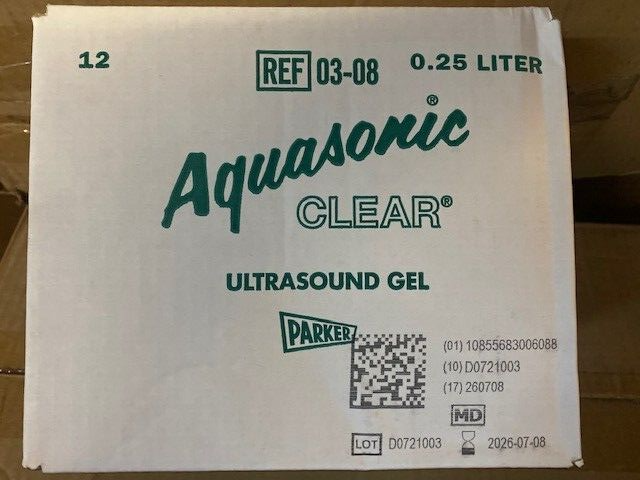 12 REF 03-08 0.25 LITER
Aquasonic®
CLEAR®
ULTRASOUND GEL
PARKER
(01) 10855683006088
(10) D0721003
(17) 260708
MD
LOT D0721003 2026-07-08